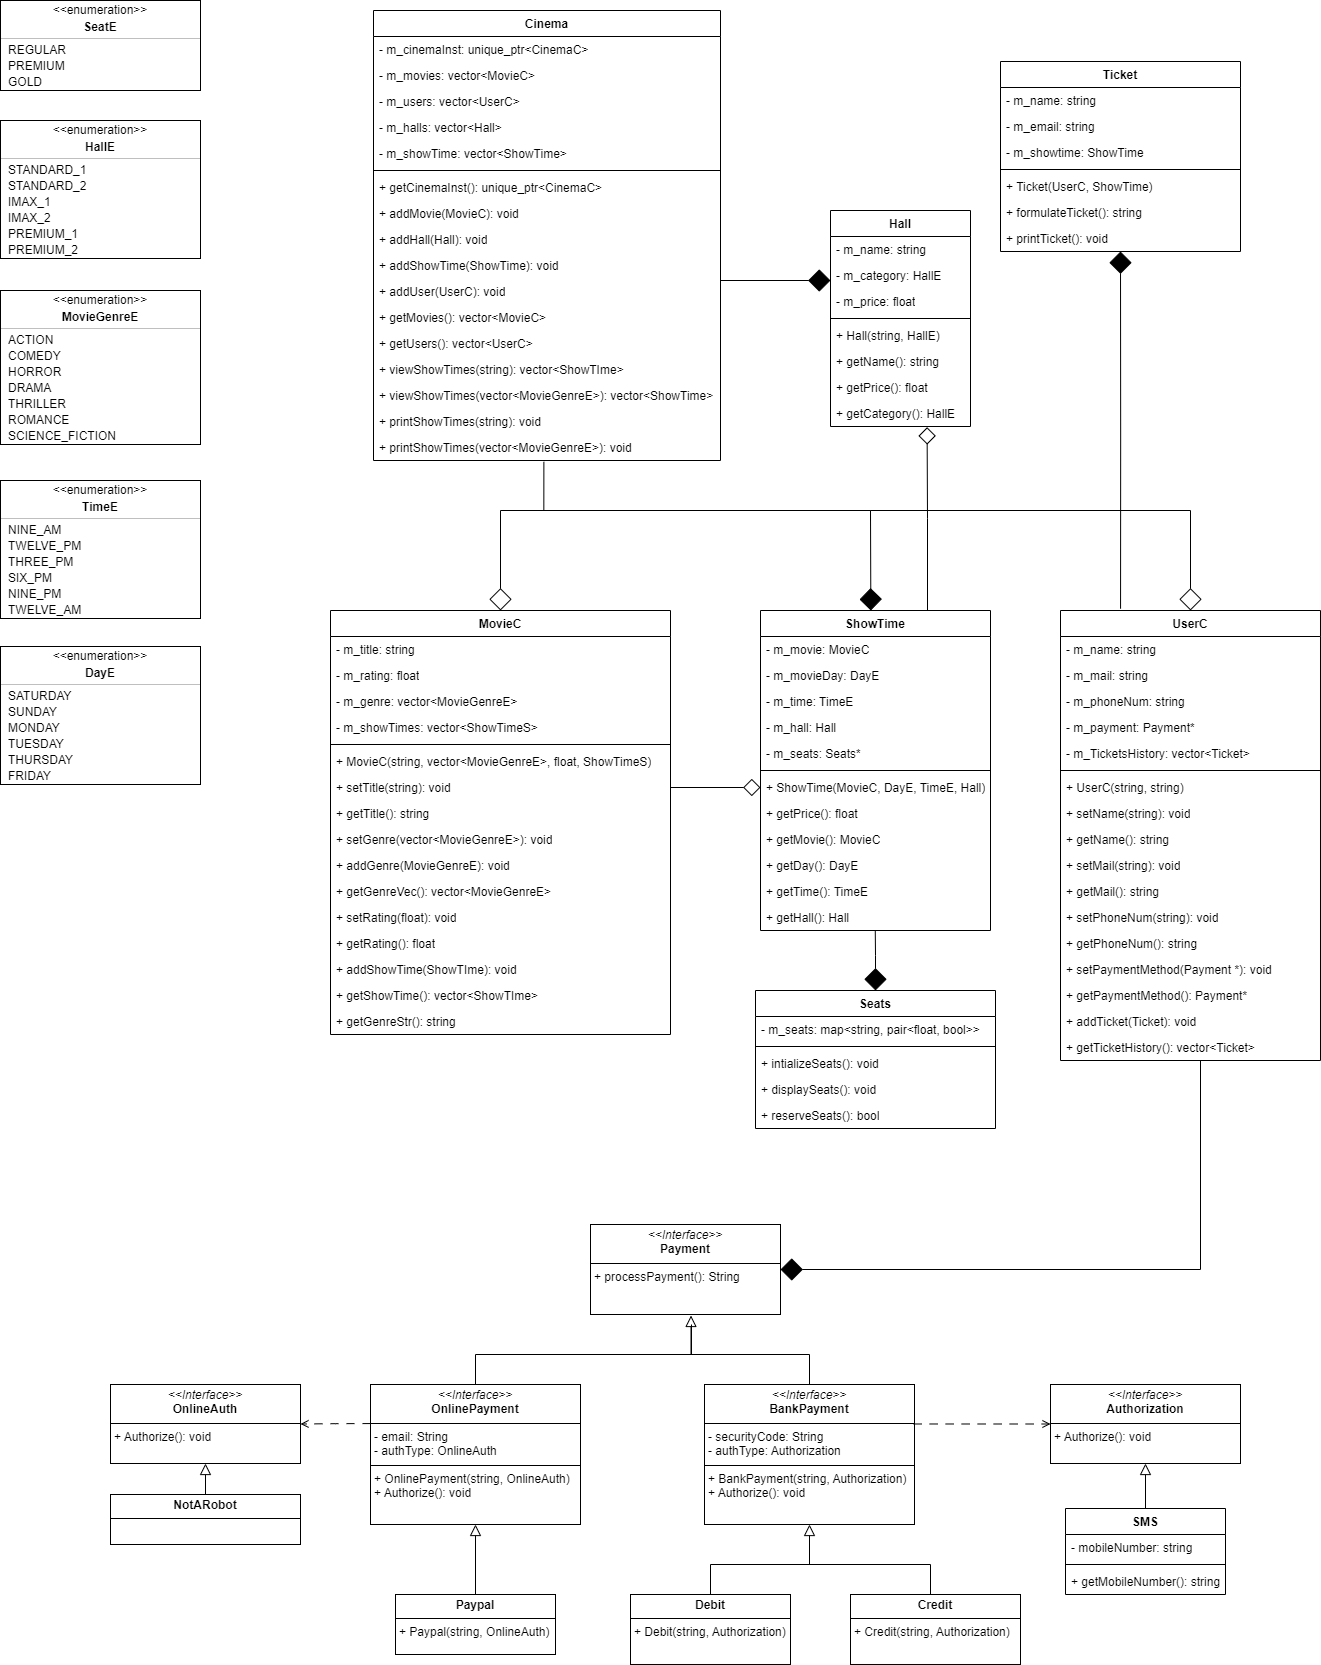 <<enumeration>>
SeatE
REGULAR
PREMIUM
GOLD
<<enumeration>>
HallE
STANDARD_1
STANDARD_2
IMAX_1
IMAX_2
PREMIUM_1
PREMIUM_2
<<enumeration>>
MovieGenreE
ACTION
COMEDY
HORROR
DRAMA
THRILLER
ROMANCE
SCIENCE_FICTION
<<enumeration>>
TimeE
NINE_AM
TWELVE_PM
THREE_PM
SIX_PM
NINE_PM
TWELVE_AM
<<enumeration>>
DayE
SATURDAY
SUNDAY
MONDAY
TUESDAY
THURSDAY
FRIDAY
Cinema
- m_cinemaInst: unique_ptr<CinemaC>
- m_movies: vector<MovieC>
- m_users: vector<UserC>
- m_halls: vector<Hall>
- m_showTime: vector<ShowTime>
+ getCinemaInst(): unique_ptr<CinemaC>
+ addMovie(MovieC): void
+ addHall(Hall): void
+ addShowTime(ShowTime): void
+ addUser(UserC): void
+ getMovies(): vector<MovieC>
+ getUsers(): vector<UserC>
+ viewShowTimes(string): vector<ShowTIme>
+ viewShowTimes(vector<MovieGenreE>): vector<ShowTime>
+ printShowTimes(string): void
+ printShowTimes(vector<MovieGenreE>): void
Hall
- m_name: string
- m_category: HallE
- m_price: float
+ Hall(string, HallE)
+ getName(): string
+ getPrice(): float
+ getCategory(): HallE
Ticket
- m_name: string
- m_email: string
- m_showtime: ShowTime
+ Ticket(UserC, ShowTime)
+ formulateTicket(): string
+ printTicket(): void
MovieC
- m_title: string
- m_rating: float
- m_genre: vector<MovieGenreE>
- m_showTimes: vector<ShowTimeS>
+ MovieC(string, vector<MovieGenreE>, float, ShowTimeS)
+ setTitle(string): void
+ getTitle(): string
+ setGenre(vector<MovieGenreE>): void
+ addGenre(MovieGenreE): void
+ getGenreVec(): vector<MovieGenreE>
+ setRating(float): void
+ getRating(): float
+ addShowTime(ShowTIme): void
+ getShowTime(): vector<ShowTIme>
+ getGenreStr(): string
ShowTime
- m_movie: MovieC
- m_movieDay: DayE
- m_time: TimeE
- m_hall: Hall
- m_seats: Seats*
+ ShowTime(MovieC, DayE, TimeE, Hall)
+ getPrice(): float
+ getMovie(): MovieC
+ getDay(): DayE
+ getTime(): TimeE
+ getHall(): Hall
UserC
- m_name: string
- m_mail: string
- m_phoneNum: string
- m_payment: Payment*
- m_TicketsHistory: vector<Ticket>
+ UserC(string, string)
+ setName(string): void
+ getName(): string
+ setMail(string): void
+ getMail(): string
+ setPhoneNum(string): void
+ getPhoneNum(): string
+ setPaymentMethod(Payment *): void
+ getPaymentMethod(): Payment*
+ addTicket(Ticket): void
+ getTicketHistory(): vector<Ticket>
Seats
- m_seats: map<string, pair<float, bool>>
+ intializeSeats(): void
+ displaySeats(): void
+ reserveSeats(): bool
<<Interface>>
Payment
+ processPayment(): String
<<Interface>>
OnlineAuth
+ Authorize(): void
NotARobot
<<Interface>>
OnlinePayment
- email: String
- authType: OnlineAuth
+ OnlinePayment(string, OnlineAuth)
+ Authorize(): void
<<Interface>>
BankPayment
- securityCode: String
- authType: Authorization
+ BankPayment(string, Authorization)
+ Authorize(): void
<<Interface>>
Authorization
+ Authorize(): void
SMS
- mobileNumber: string
+ getMobileNumber(): string
Paypal
+ Paypal(string, OnlineAuth)
Debit
+ Debit(string, Authorization)
Credit
+ Credit(string, Authorization)